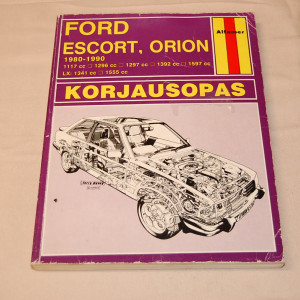 FORD
Alfamer
ESCORT, ORION
1980-1990
1117 cc □ 1296 cc □ 1297 cc □ 1392 cc □ 1597 cc
LX: 1341 cc □ 1555 cc
KORJAUSOPAS